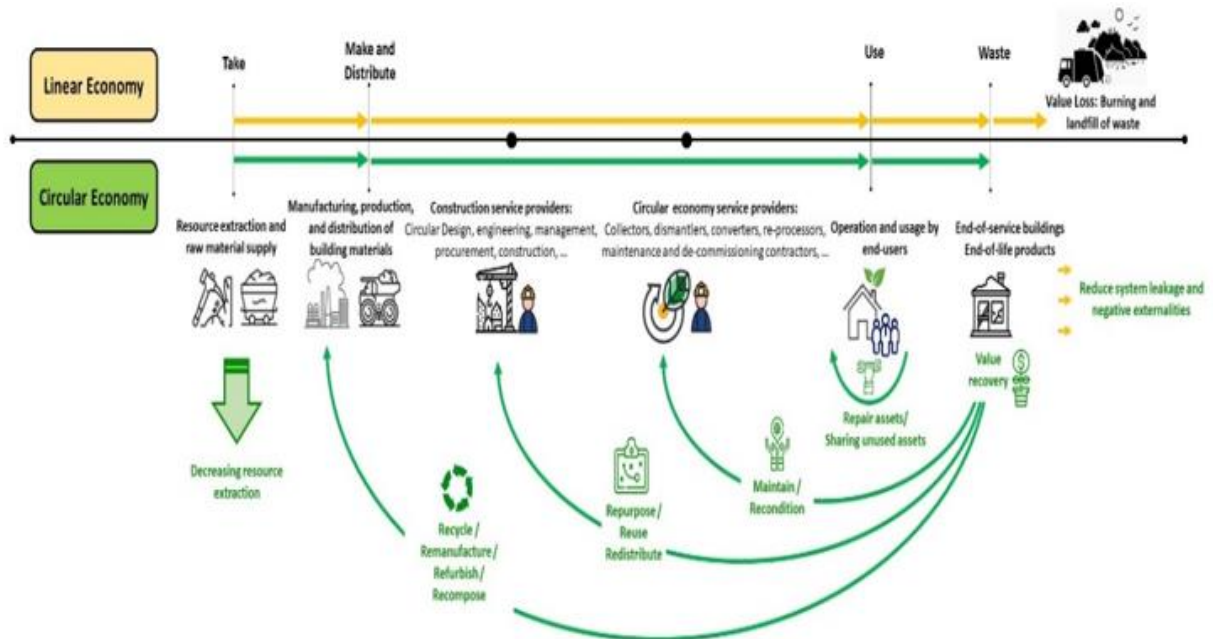 Linear Economy
Take
Make and
Distribute
Use
Waste
Value Loss: Burning and
landfill of waste
Circular Economy
Resource extraction and
raw material supply
Manufacturing, production,
and distribution of
building materials
Construction service providers:
Circular Design, engineering, management,
procurement, construction, ...
Circular economy service providers:
Collectors, dismantlers, converters, re-processors,
maintenance and de-commissioning contractors, ...
Operation and usage by
end-users
End-of-service buildings
End-of-life products
Reduce system leakage and
negative externalities
Value
recovery
$
Repair assets/
Sharing unused assets
Maintain /
Recondition
Repurpose /
Reuse
Redistribute
Recycle /
Remanufacture /
Refurbish /
Recompose
Decreasing resource
extraction